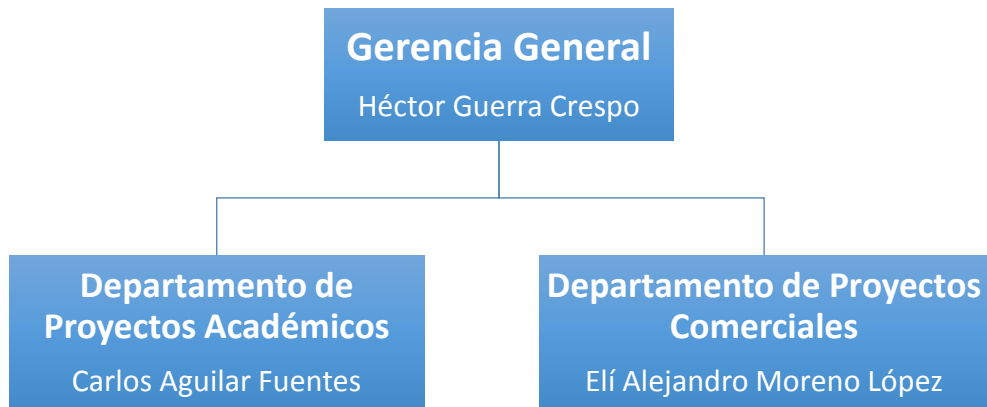 Gerencia General
Héctor Guerra Crespo
Departamento de
Proyectos Académicos
Carlos Aguilar Fuentes
Departamento de Proyectos
Comerciales
Elí Alejandro Moreno López